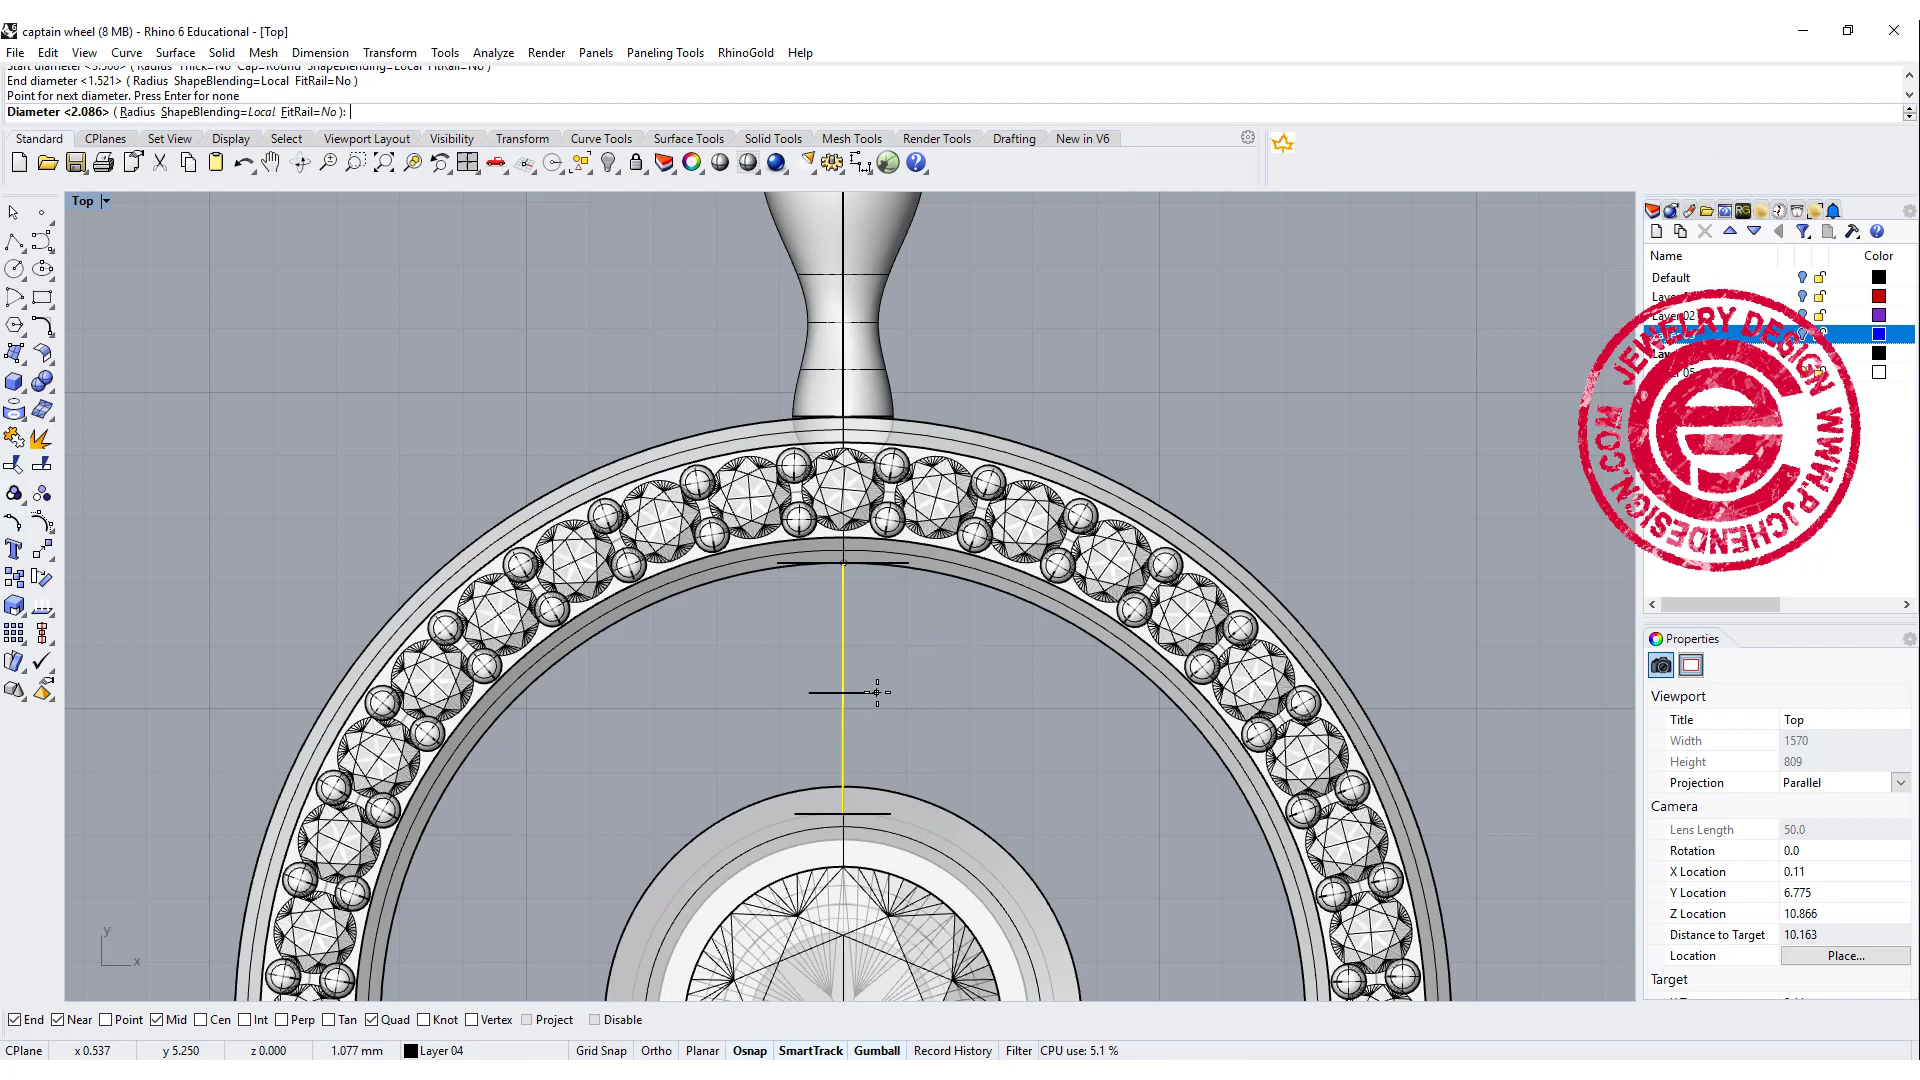 captain wheel (8 MB) - Rhino 6 Educational - [Top]
File Edit View Curve Surface Solid Mesh Dimension Transform Tools Analyze Render Panels Paneling Tools RhinoGold Help
End diameter <1.521> ( Radius ShapeBlending=Local FitRail=No )
Point for next diameter. Press Enter for none
Diameter <2.086> ( Radius ShapeBlending=Local FitRail=No ):
Standard CPlanes Set View Display Select Viewport Layout Visibility Transform Curve Tools Surface Tools Solid Tools Mesh Tools Render Tools Drafting New in V6
Top
Name Color
Default
JEWELRY DESIGN WWW.PJCHENDESIGN.COM
Properties
Viewport
Title Top
Width 1570
Height 809
Projection Parallel
Camera
Lens Length 50.0
Rotation 0.0
X Location 0.11
Y Location 6.775
Z Location 10.866
Distance to Target 10.163
Location Place...
Target
y
x
End Near Point Mid Cen Int Perp Tan Quad Knot Vertex Project Disable
CPlane x 0.537 y 5.250 z 0.000 1.077 mm Layer 04 Grid Snap Ortho Planar Osnap SmartTrack Gumball Record History Filter CPU use: 5.1 %